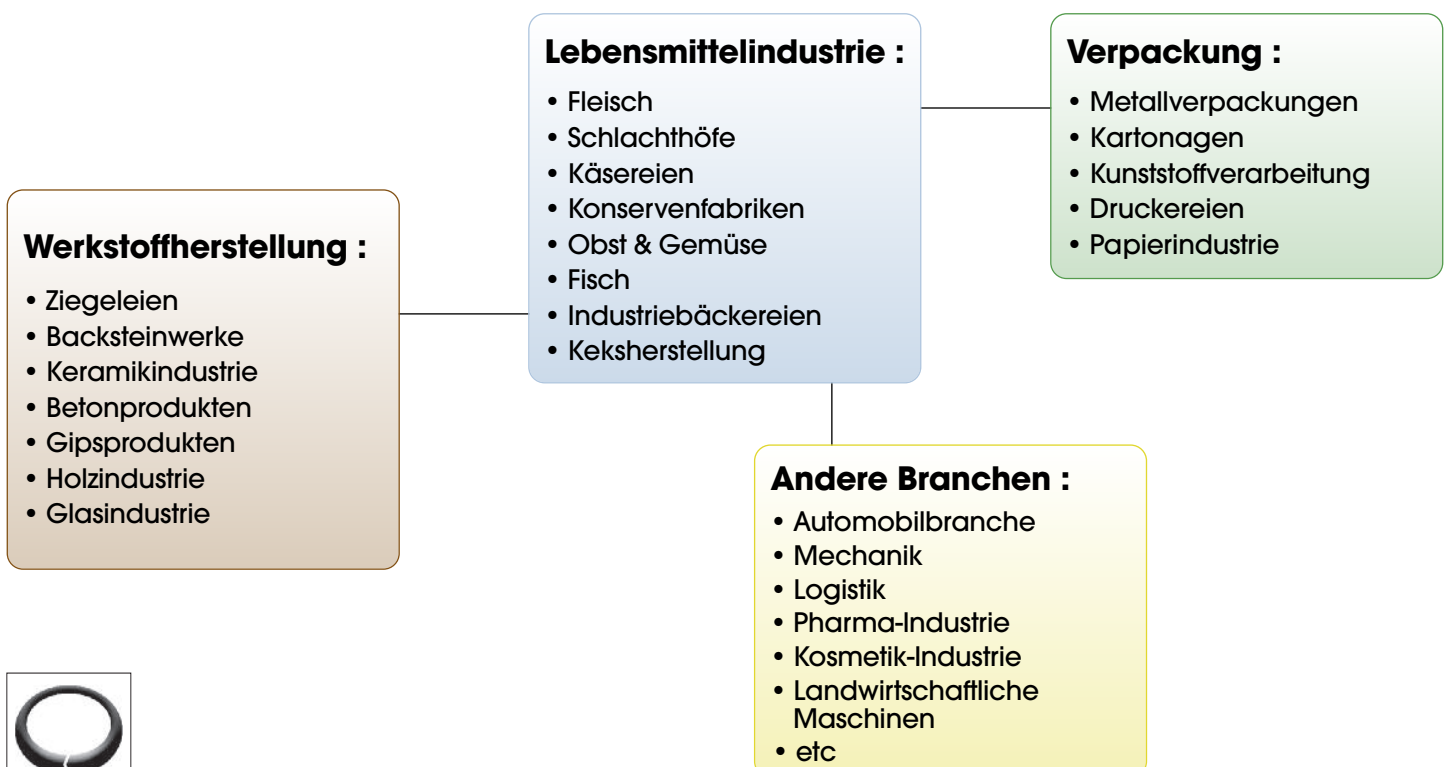 Werkstoffherstellung :
• Ziegeleien
• Backsteinwerke
• Keramikindustrie
• Betonprodukten
• Gipsprodukten
• Holzindustrie
• Glasindustrie
Lebensmittelindustrie :
• Fleisch
• Schlachthöfe
• Käsereien
• Konservenfabriken
• Obst & Gemüse
• Fisch
• Industriebäckereien
• Keksherstellung
Verpackung :
• Metallverpackungen
• Kartonagen
• Kunststoffverarbeitung
• Druckereien
• Papierindustrie
Andere Branchen :
• Automobilbranche
• Mechanik
• Logistik
• Pharma-Industrie
• Kosmetik-Industrie
• Landwirtschaftliche
Maschinen
• etc